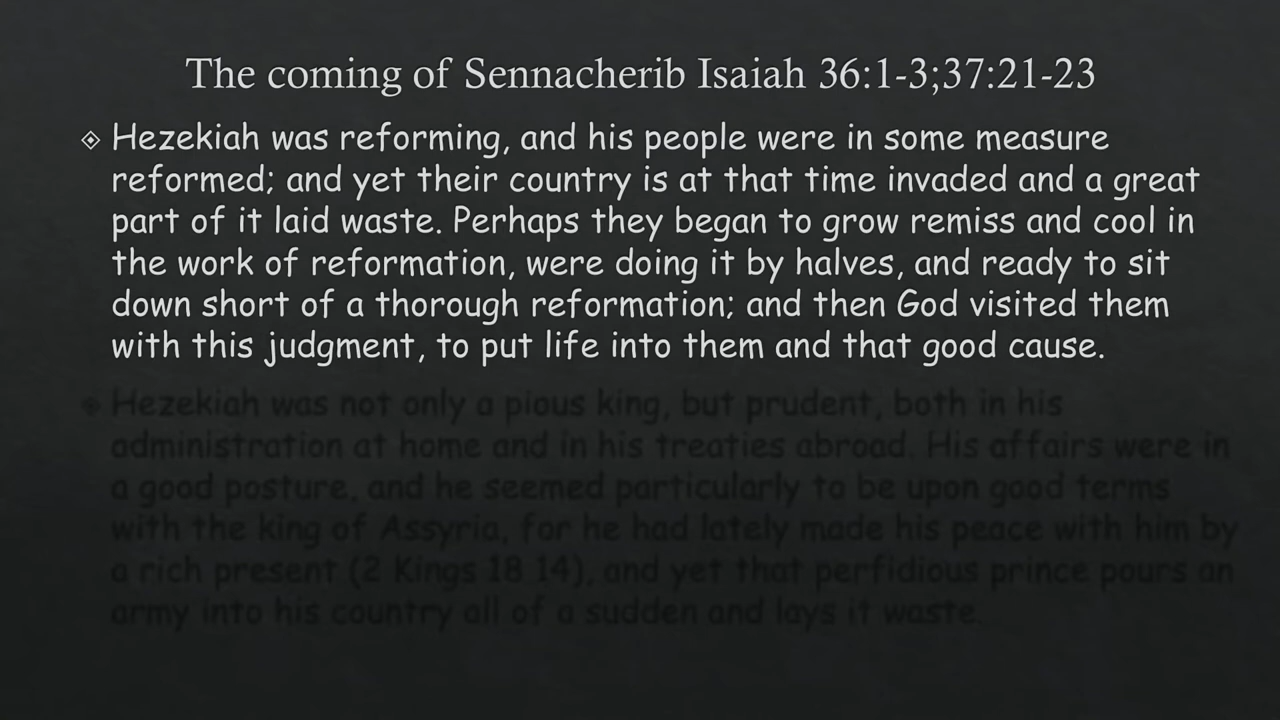 The coming of Sennacherib Isaiah 36:1-3;37:21-23
Hezekiah was reforming, and his people were in some measure
reformed; and yet their country is at that time invaded and a great
part of it laid waste. Perhaps they began to grow remiss and cool in
the work of reformation, were doing it by halves, and ready to sit
down short of a thorough reformation; and then God visited them
with this judgment, to put life into them and that good cause.
Hezekiah was not only a pious king, but prudent, both in his
administration at home and in his treaties abroad. His affairs were in
a good posture, and he seemed particularly to be upon good terms
with the king of Assyria, for he had lately made his peace with him by
a rich present (2 Kings 18 14), and yet that perfidious prince pours an
army into his country all of a sudden and lays it waste.